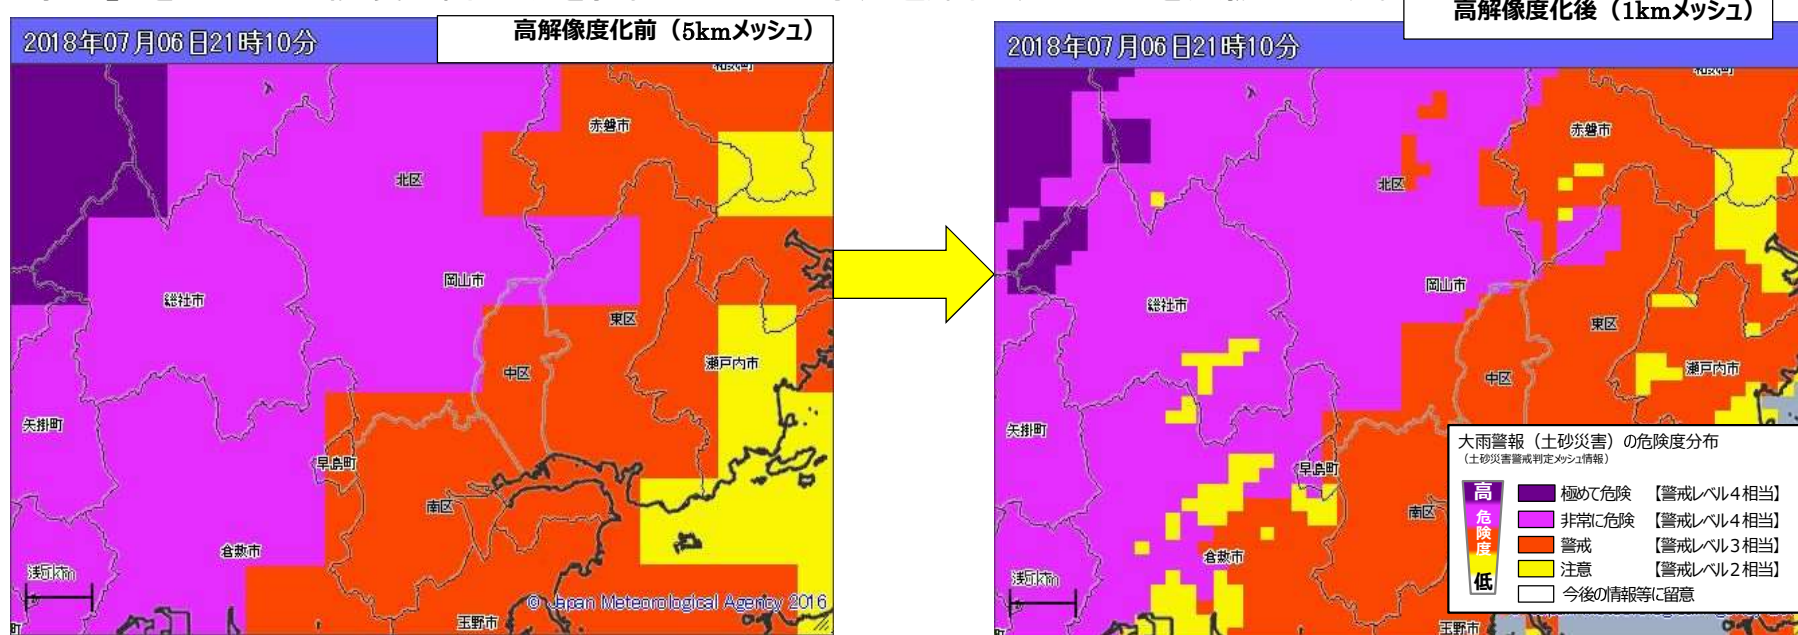 高解像度化前（5kmメッシュ）
2018年07月06日21時10分
赤磐市
北区
岡山市
総社市
東区
瀬戸内市
中区
矢掛町
早島町
南区
倉敷市
玉野市
© Japan Meteorological Agency 2016
高解像度化後（1kmメッシュ）
2018年07月06日21時10分
赤磐市
北区
岡山市
総社市
東区
瀬戸内市
中区
矢掛町
早島町
南区
倉敷市
玉野市
大雨警報（土砂災害）の危険度分布
（土砂災害警戒判定メッシュ情報）
高
危険度
低
極めて危険 【警戒レベル4相当】
非常に危険 【警戒レベル4相当】
警戒 【警戒レベル3相当】
注意 【警戒レベル2相当】
今後の情報等に留意